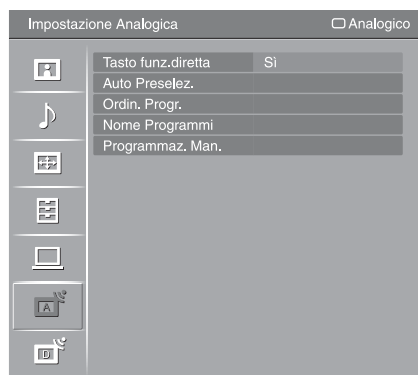 Impostazione Analogica Analogico
Tasto funz.diretta Sì
Auto Preselez.
Ordin. Progr.
Nome Programmi
Programmaz. Man.
A
D